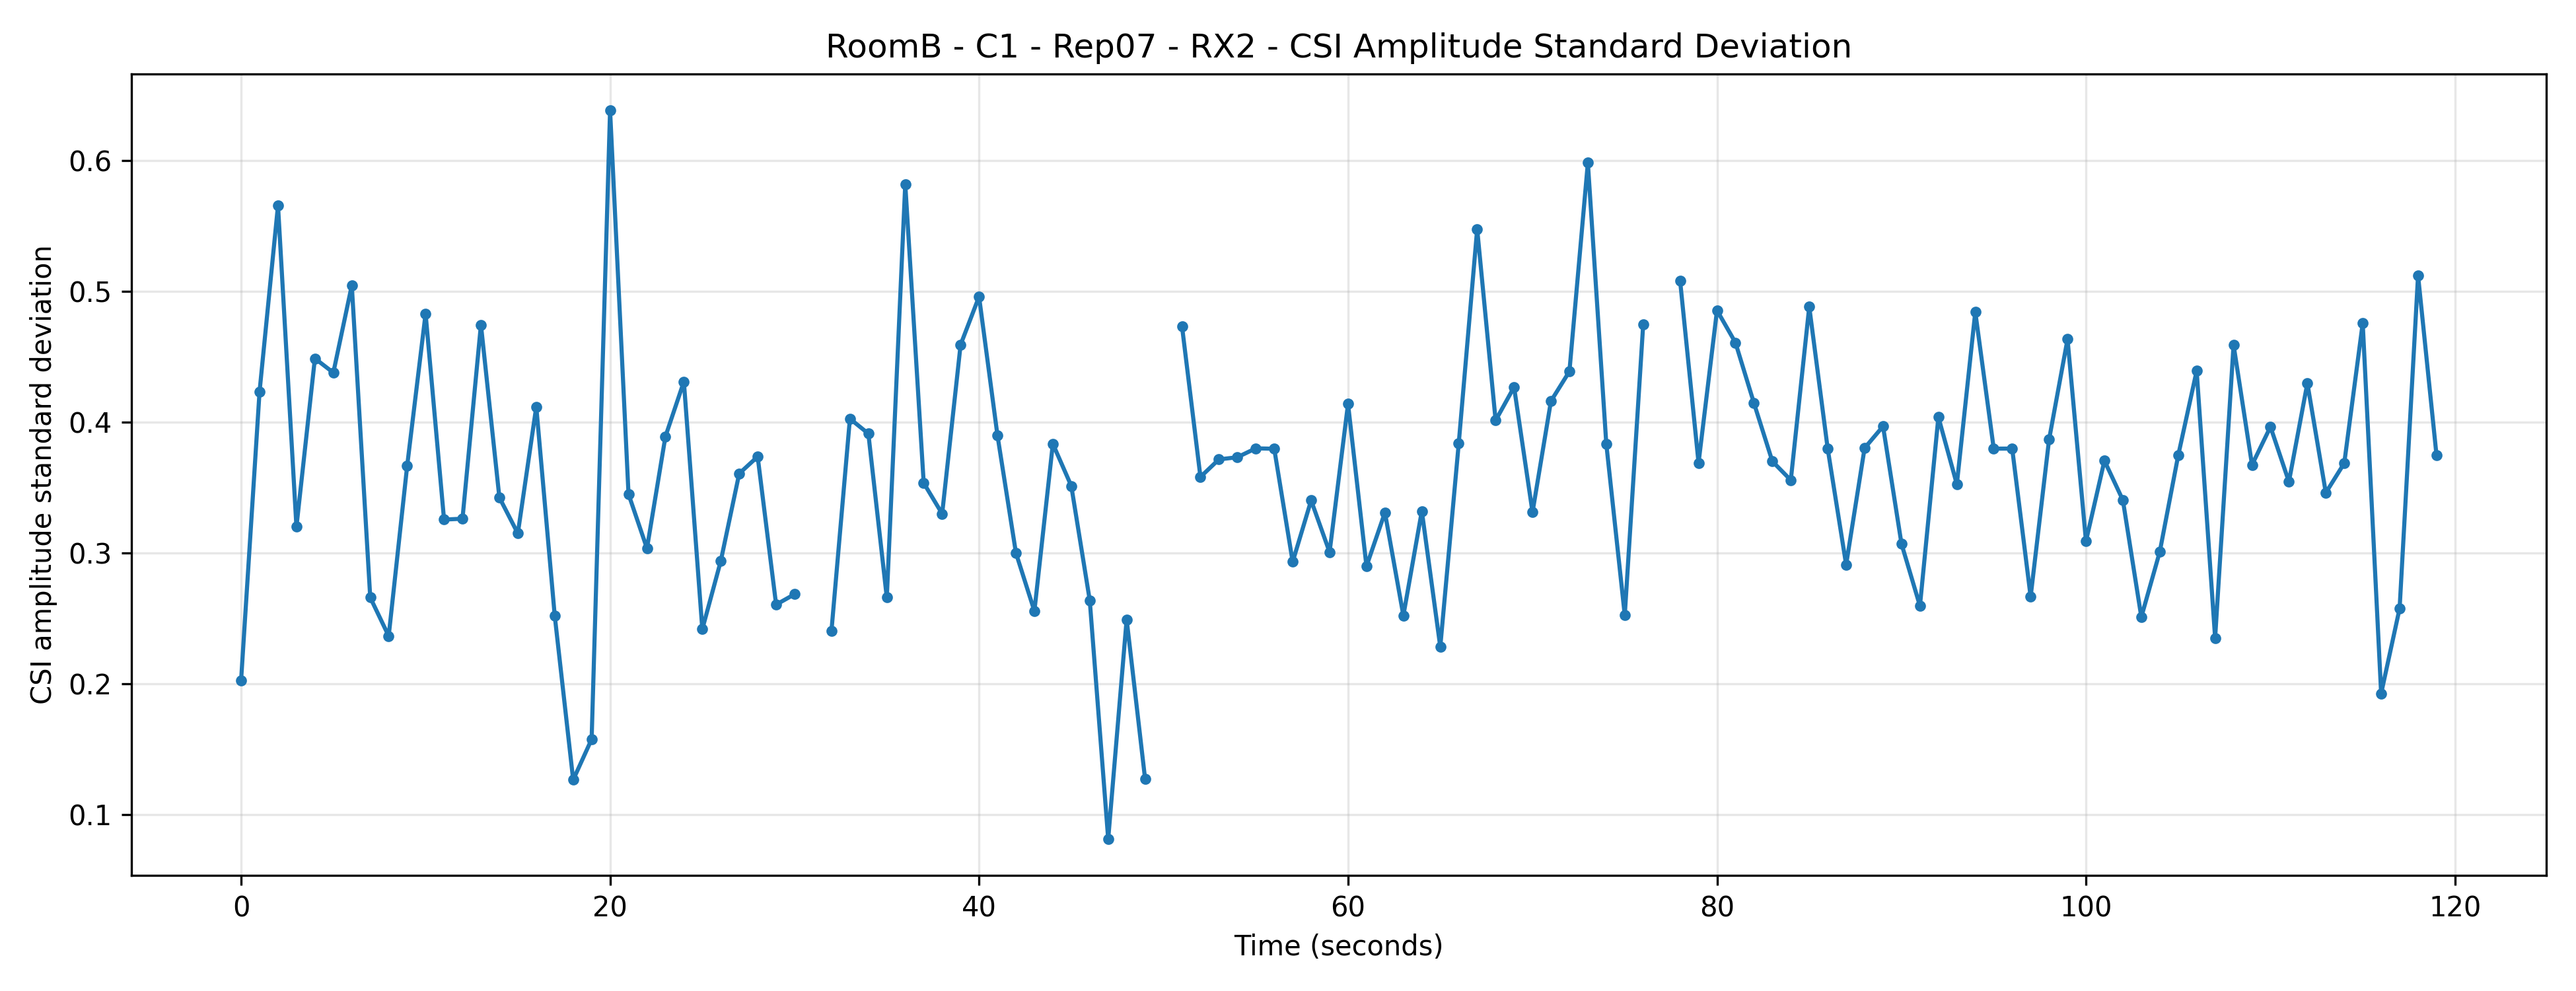 RoomB - C1 - Rep07 - RX2 - CSI Amplitude Standard Deviation
CSI amplitude standard deviation
0.6
0.5
0.4
0.3
0.2
0.1
0 20 40 60 80 100 120
Time (seconds)